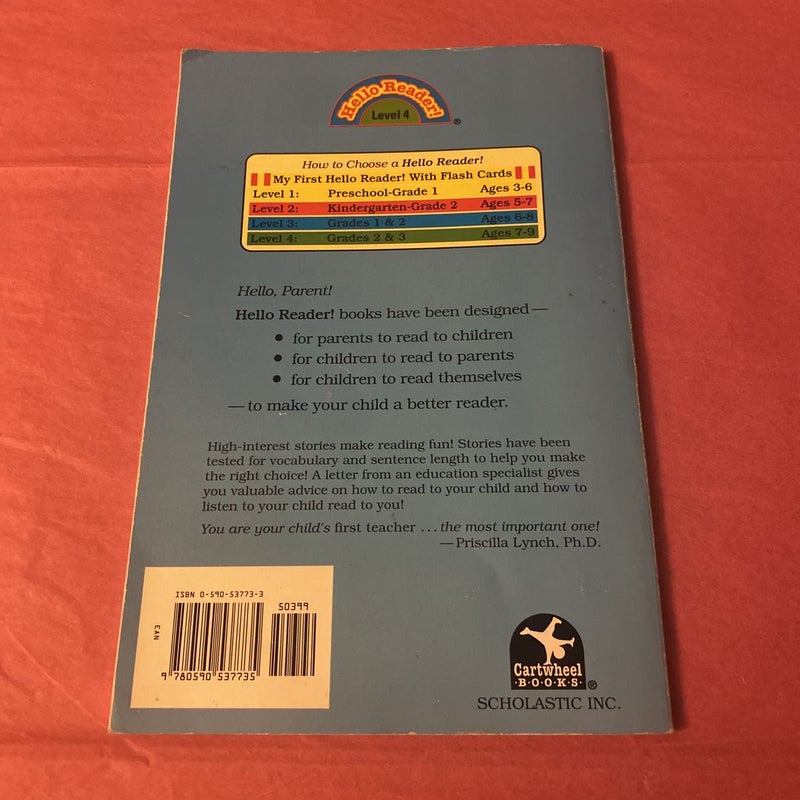 Hello Reader!
Level 4
®
How to Choose a Hello Reader!
My First Hello Reader! With Flash Cards
Level 1: Preschool-Grade 1 Ages 3-6
Level 2: Kindergarten-Grade 2 Ages 5-7
Level 3: Grades 1 & 2 Ages 6-8
Level 4: Grades 2 & 3 Ages 7-9
Hello, Parent!
Hello Reader! books have been designed—
• for parents to read to children
• for children to read to parents
• for children to read themselves
—to make your child a better reader.
High-interest stories make reading fun! Stories have been
tested for vocabulary and sentence length to help you make
the right choice! A letter from an education specialist gives
you valuable advice on how to read to your child and how to
listen to your child read to you!
You are your child's first teacher ... the most important one!
—Priscilla Lynch, Ph.D.
ISBN 0-590-53773-3
50399
EAN
9 780590 537735
Cartwheel
·B·O·O·K·S·®
SCHOLASTIC INC.